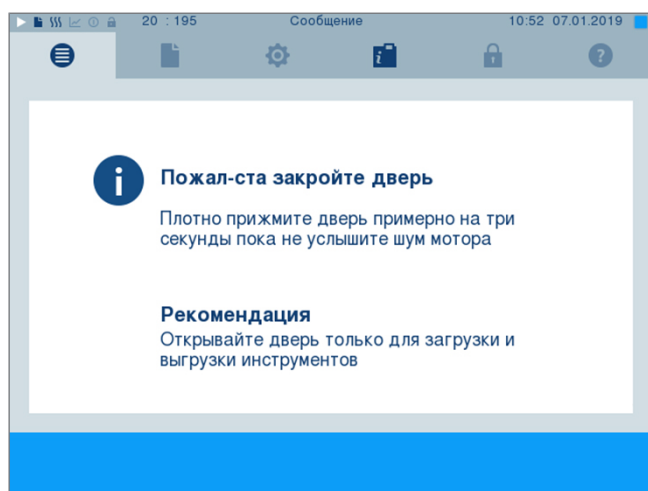 20 : 195 Сообщение 10:52 07.01.2019
Пожал-ста закройте дверь
Плотно прижмите дверь примерно на три
секунды пока не услышите шум мотора
Рекомендация
Открывайте дверь только для загрузки и
выгрузки инструментов